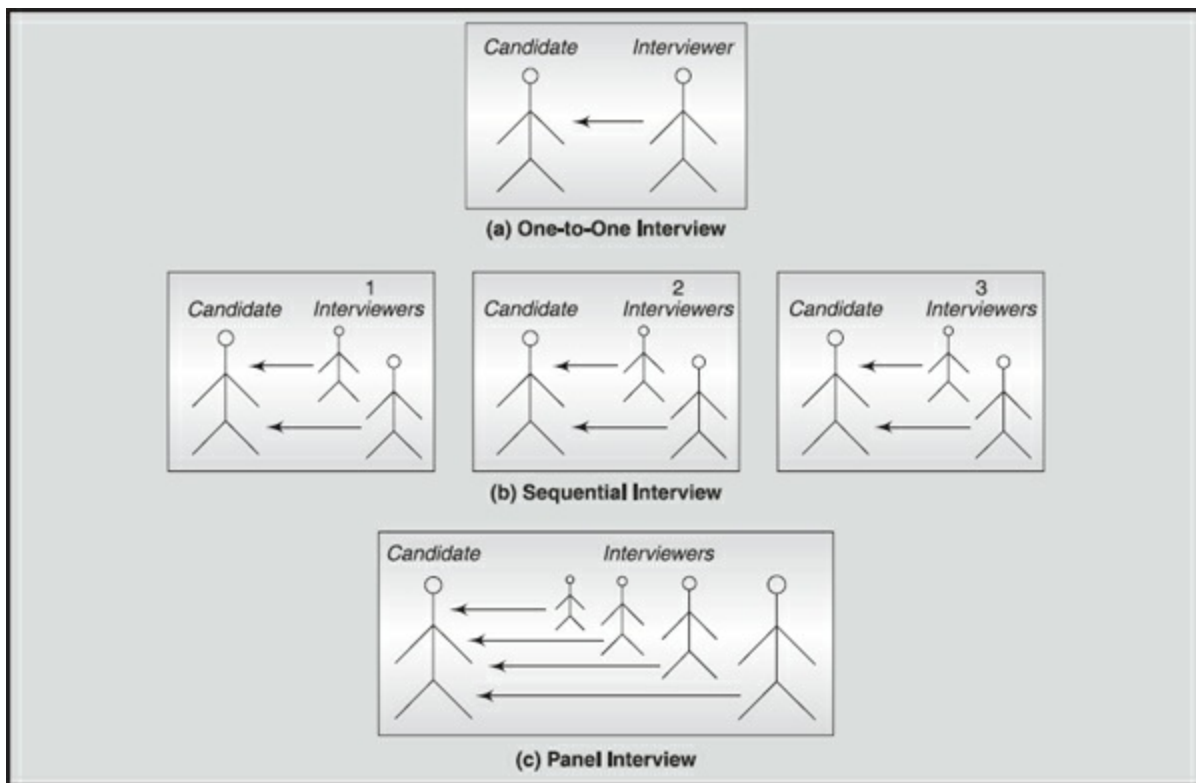 Candidate Interviewer
(a) One-to-One Interview
1 2 3
Candidate Interviewers Candidate Interviewers Candidate Interviewers
(b) Sequential Interview
Candidate Interviewers
(c) Panel Interview